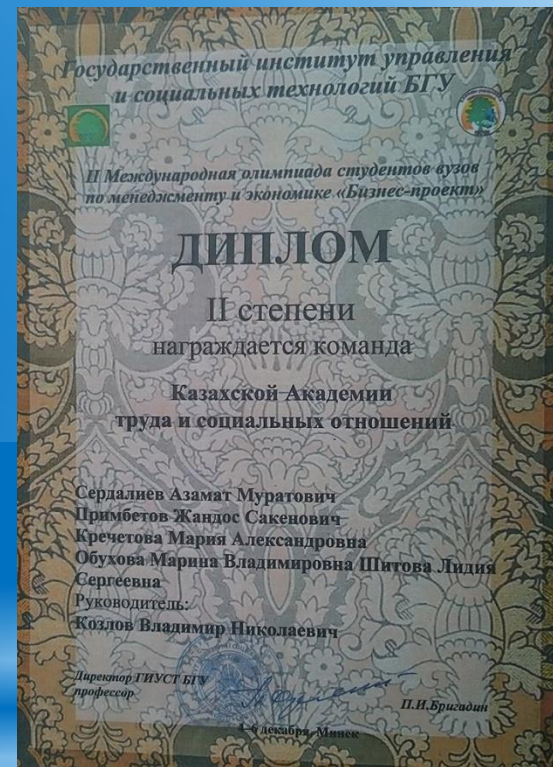 Государственный институт управления
и социальных технологий БГУ
II Международная олимпиада студентов вузов
по менеджменту и экономике «Бизнес-проект»
ДИПЛОМ
II степени
награждается команда
Казахской Академии
труда и социальных отношений
Сердалиев Азамат Муратович
Примбетов Жандос Сакенович
Кречетова Мария Александровна
Обухова Марина Владимировна Шитова Лидия
Сергеевна
Руководитель:
Козлов Владимир Николаевич
Директор ГИУСТ БГУ
профессор
П.И.Бригадин
4-6 декабря, Минск